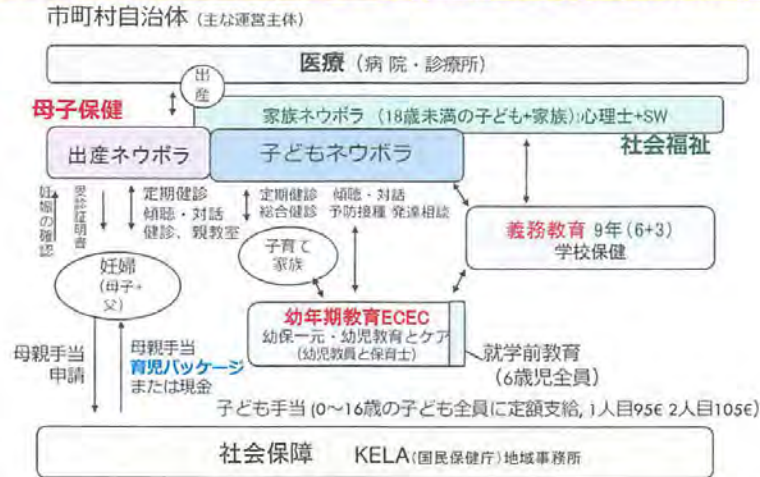 市町村自治体 (主な運営主体)
医療（病院・診療所）
出産
母子保健
家族ネウボラ (18歳未満の子ども+家族):心理士+SW
社会福祉
出産ネウボラ
子どもネウボラ
妊娠の確認
受診証明書
定期健診
傾聴・対話
健診、親教室
定期健診 傾聴・対話
総合健診 予防接種 発達相談
義務教育 9年(6+3)
学校保健
子育て
家族
妊婦
(母子+
父)
幼年期教育ECEC
幼保一元・幼児教育とケア
(幼児教員と保育士)
就学前教育
(6歳児全員)
母親手当
申請
母親手当
育児パッケージ
または現金
子ども手当 (0〜16歳の子ども全員に定額支給, 1人目95€ 2人目105€)
社会保障 KELA(国民保健庁)地域事務所